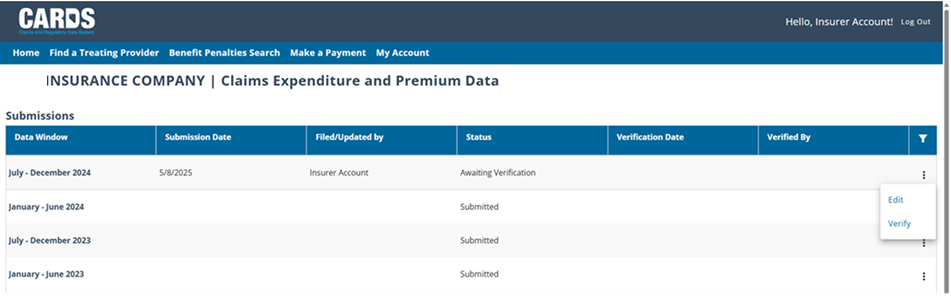 CARDS
Claims and Regulatory Data System
Hello, Insurer Account! Log Out
Home Find a Treating Provider Benefit Penalties Search Make a Payment My Account
INSURANCE COMPANY | Claims Expenditure and Premium Data
Submissions
Data Window Submission Date Filed/Updated by Status Verification Date Verified By
July - December 2024 5/8/2025 Insurer Account Awaiting Verification
January - June 2024 Submitted
Edit
Verify
July - December 2023 Submitted
January - June 2023 Submitted